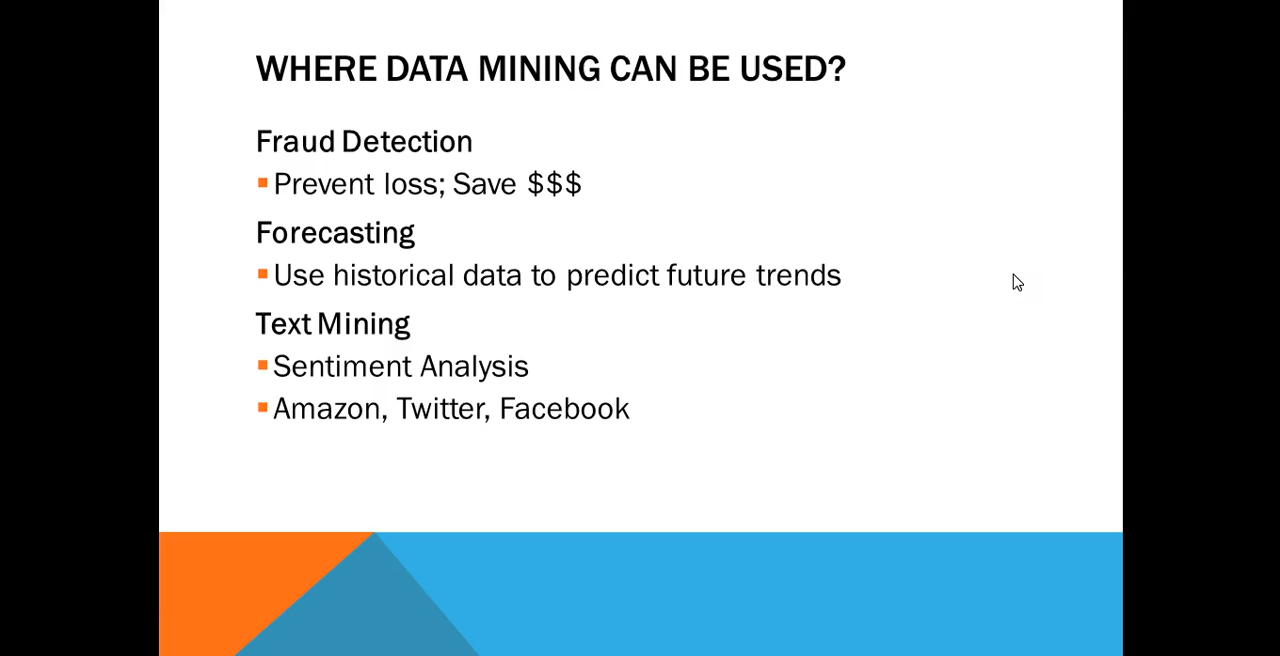 WHERE DATA MINING CAN BE USED?
Fraud Detection
▪Prevent loss; Save $$$
Forecasting
▪Use historical data to predict future trends
Text Mining
▪Sentiment Analysis
▪Amazon, Twitter, Facebook